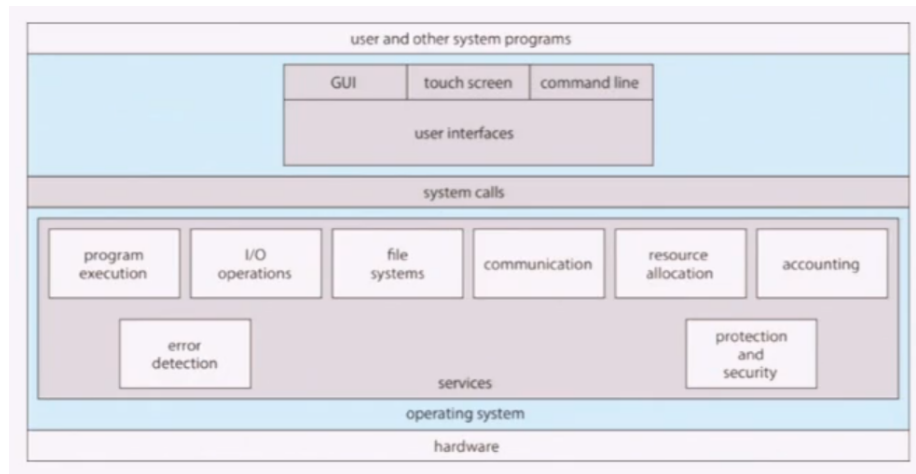 user and other system programs
GUI
touch screen
command line
user interfaces
system calls
program
execution
I/O
operations
file
systems
communication
resource
allocation
accounting
error
detection
protection
and
security
services
operating system
hardware